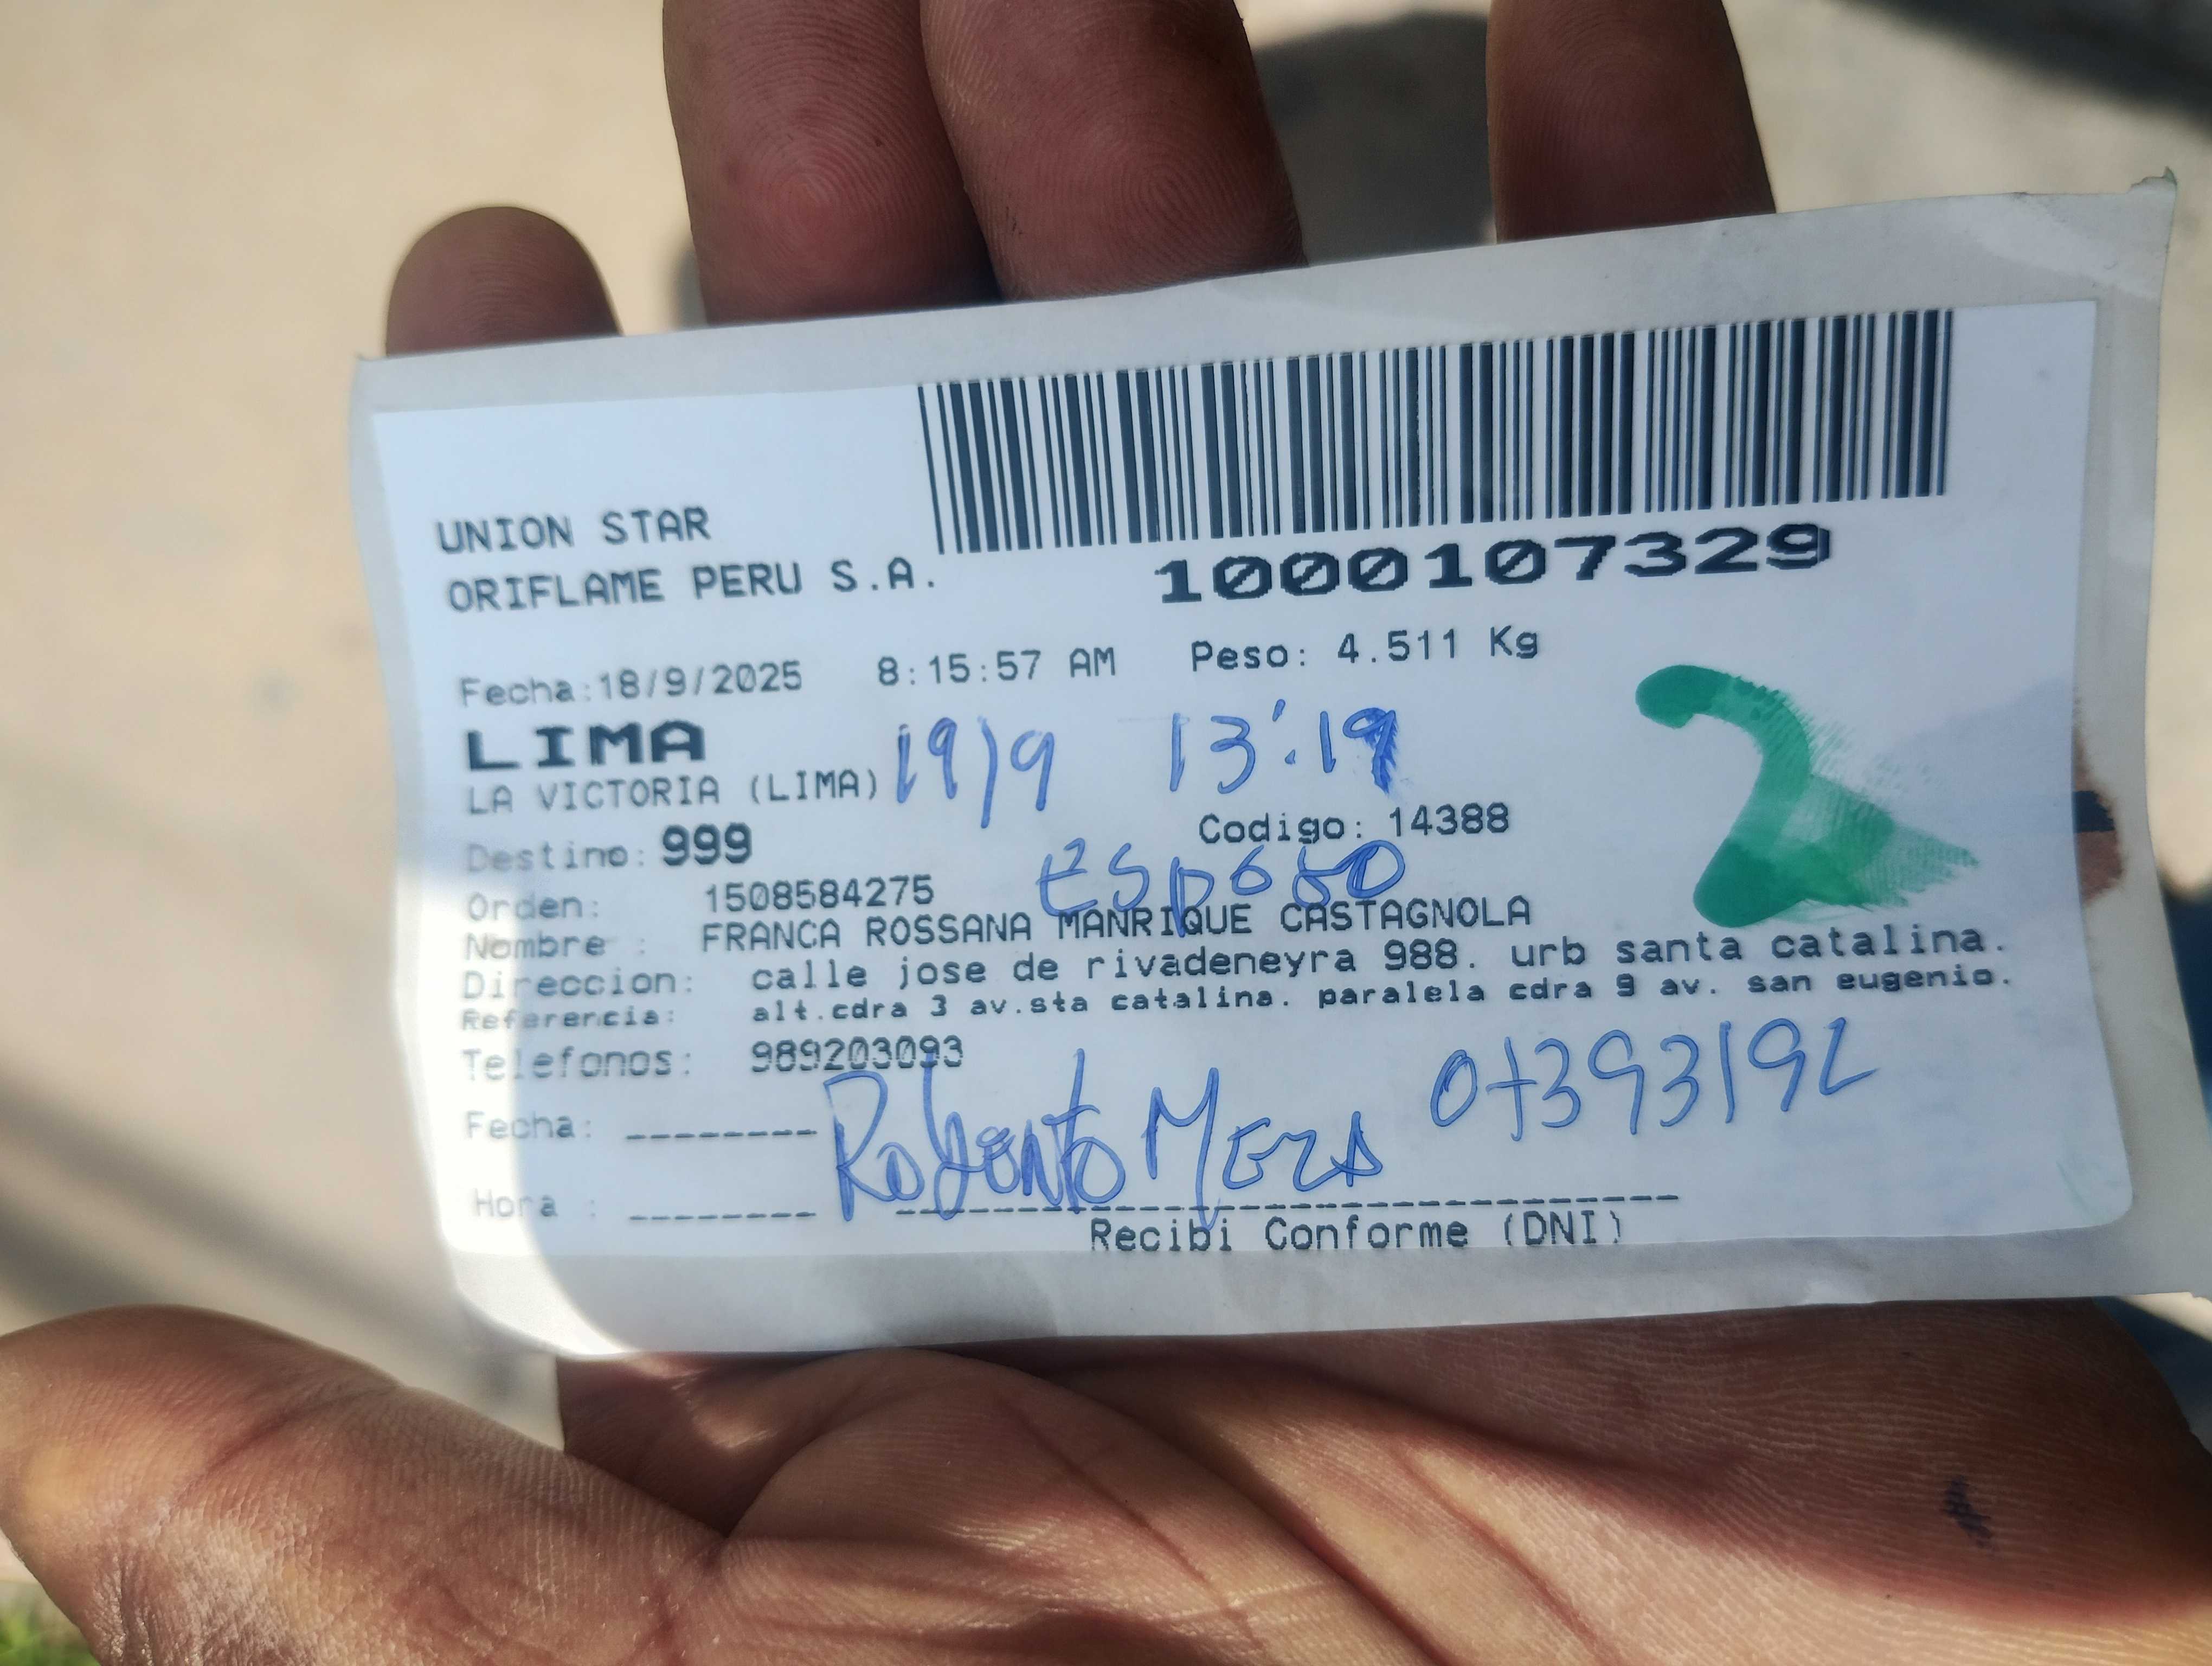 UNION STAR
ORIFLAME PERU S.A.
1000107329
Fecha:18/9/2025 8:15:57 AM Peso: 4.511 Kg
LIMA
19/9 13:19
LA VICTORIA (LIMA)
Codigo: 14388
Destino: 999
Esposo
Orden: 1508584275
Nombre : FRANCA ROSSANA MANRIQUE CASTAGNOLA
Direccion: calle jose de rivadeneyra 988. urb santa catalina.
Referencia: alt.cdra 3 av.sta catalina. paralela cdra 9 av. san eugenio.
Telefonos: 989203093
Fecha: --------
Roberto Meza 07393192
Hora : --------
Recibi Conforme (DNI)
2